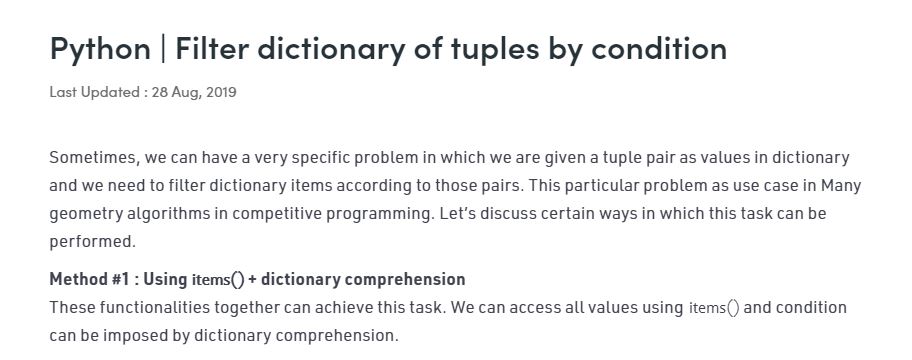 Python | Filter dictionary of tuples by condition
Last Updated : 28 Aug, 2019
Sometimes, we can have a very specific problem in which we are given a tuple pair as values in dictionary
and we need to filter dictionary items according to those pairs. This particular problem as use case in Many
geometry algorithms in competitive programming. Let’s discuss certain ways in which this task can be
performed.
Method #1 : Using items() + dictionary comprehension
These functionalities together can achieve this task. We can access all values using items() and condition
can be imposed by dictionary comprehension.